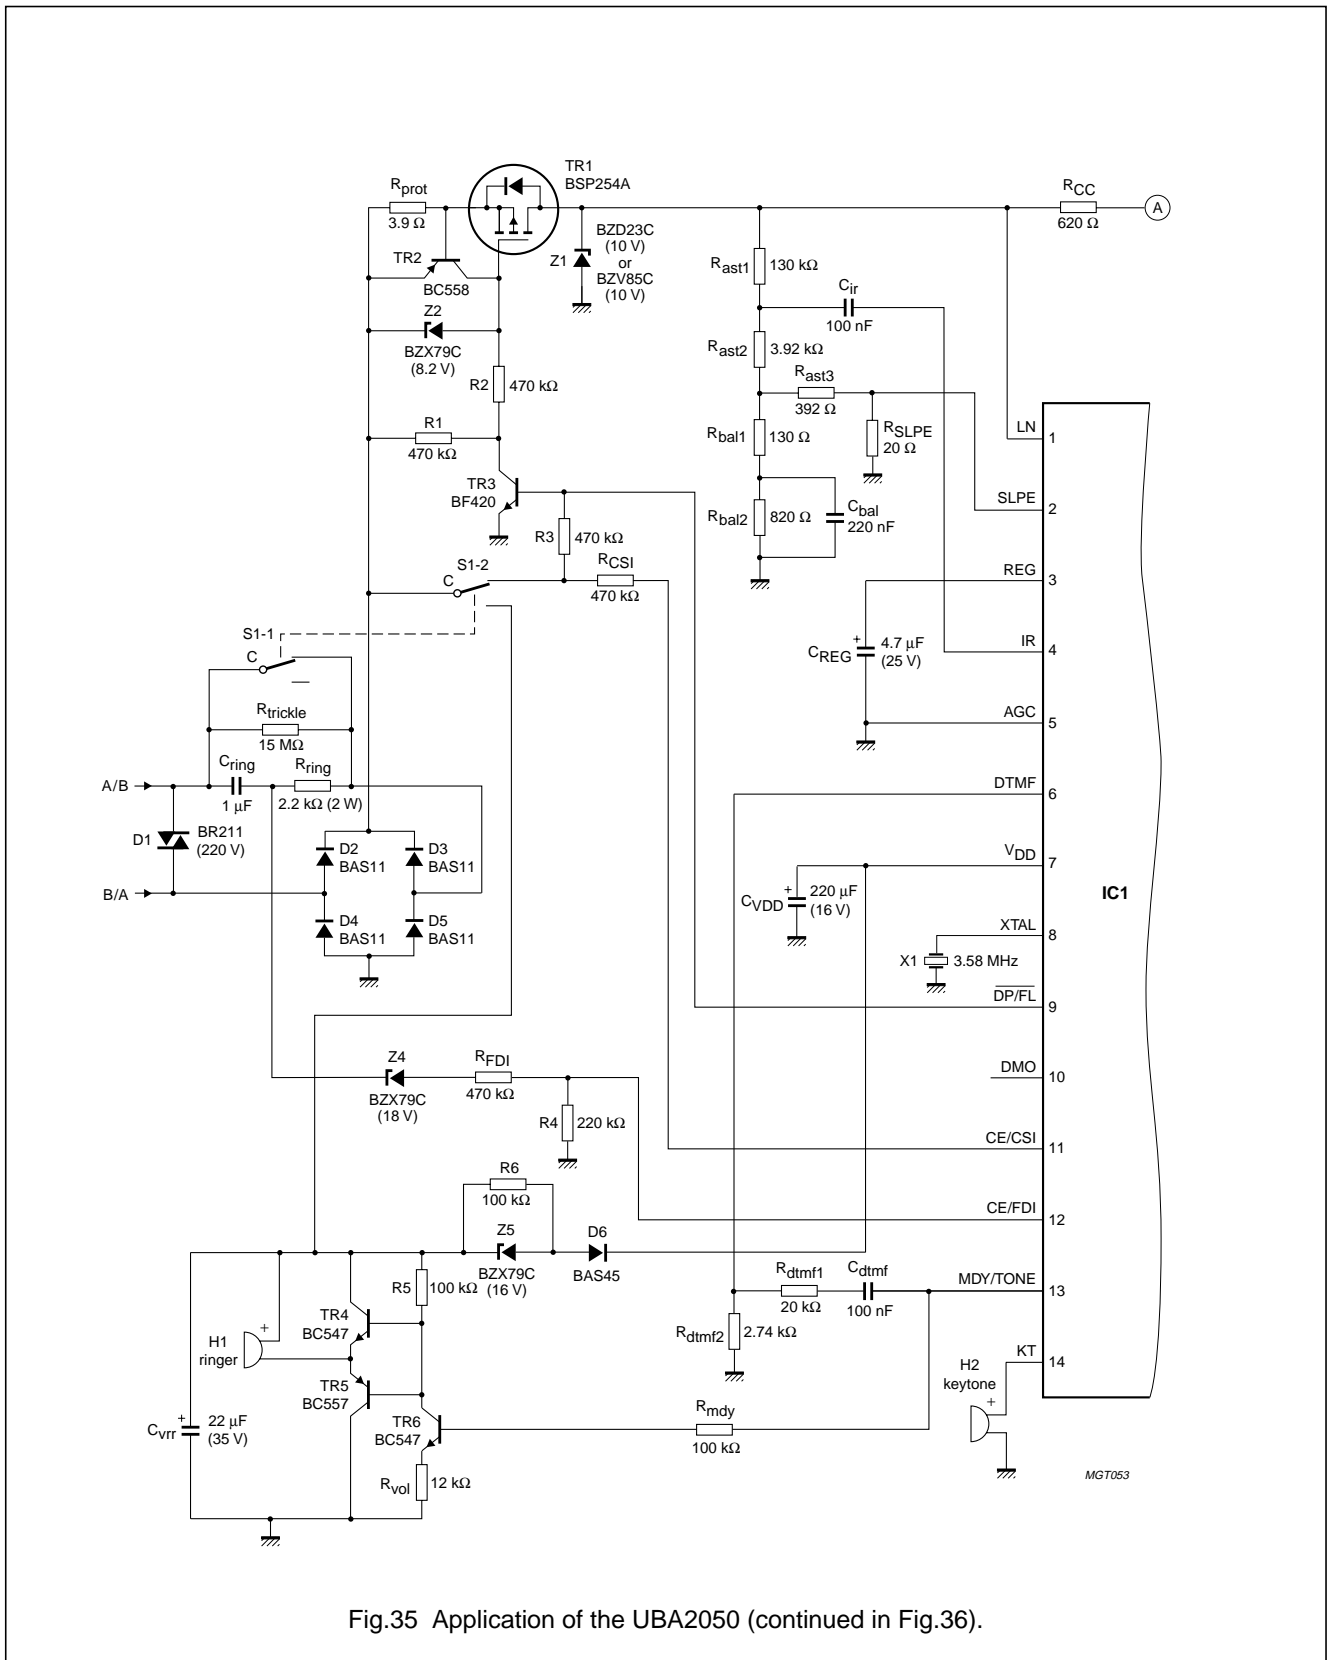 TR1
BSP254A
Rprot
3.9 Ω
RCC
620 Ω
A
BZD23C
(10 V)
or
BZV85C
(10 V)
Z1
TR2
BC558
Rast1
130 kΩ
Cir
100 nF
Z2
BZX79C
(8.2 V)
Rast2
3.92 kΩ
R2
470 kΩ
Rast3
392 Ω
R1
470 kΩ
Rbal1
130 Ω
RSLPE
20 Ω
LN
1
TR3
BF420
SLPE
2
Rbal2
820 Ω
Cbal
220 nF
R3
470 kΩ
S1-2
C
RCSI
470 kΩ
REG
3
S1-1
C
CREG
+
4.7 µF
(25 V)
IR
4
Rtrickle
15 MΩ
AGC
5
A/B
Cring
1 µF
Rring
2.2 kΩ (2 W)
DTMF
6
D1
BR211
(220 V)
D2
BAS11
D3
BAS11
VDD
7
B/A
CVDD
+
220 µF
(16 V)
IC1
D4
BAS11
D5
BAS11
XTAL
8
X1
3.58 MHz
DP/FL
9
Z4
BZX79C
(18 V)
RFDI
470 kΩ
DMO
10
R4
220 kΩ
CE/CSI
11
R6
100 kΩ
CE/FDI
12
Z5
BZX79C
(16 V)
D6
BAS45
R5
100 kΩ
Rdtmf1
20 kΩ
Cdtmf
100 nF
MDY/TONE
13
TR4
BC547
H1
ringer
+
Rdtmf2
2.74 kΩ
KT
14
TR5
BC557
H2
keytone
+
Cvrr
+
22 µF
(35 V)
TR6
BC547
Rmdy
100 kΩ
Rvol
12 kΩ
MGT053
Fig.35 Application of the UBA2050 (continued in Fig.36).